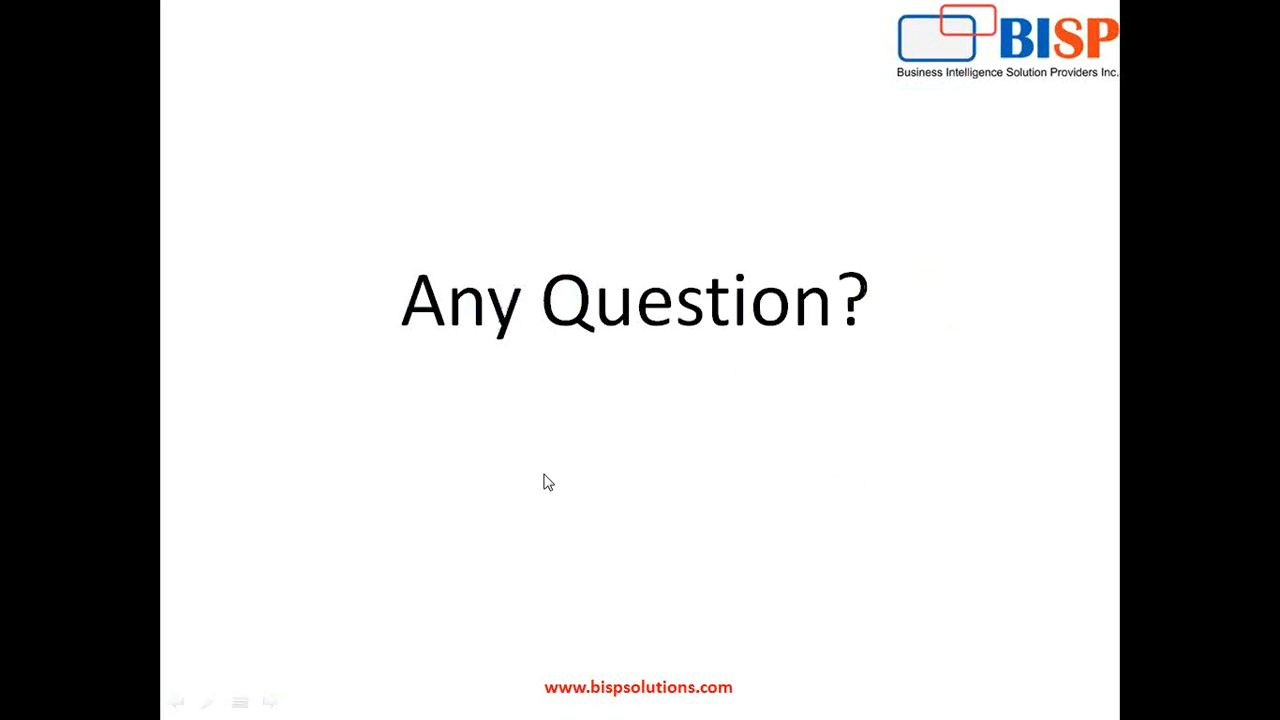 BISP
Business Intelligence Solution Providers Inc.
Any Question?
www.bispsolutions.com